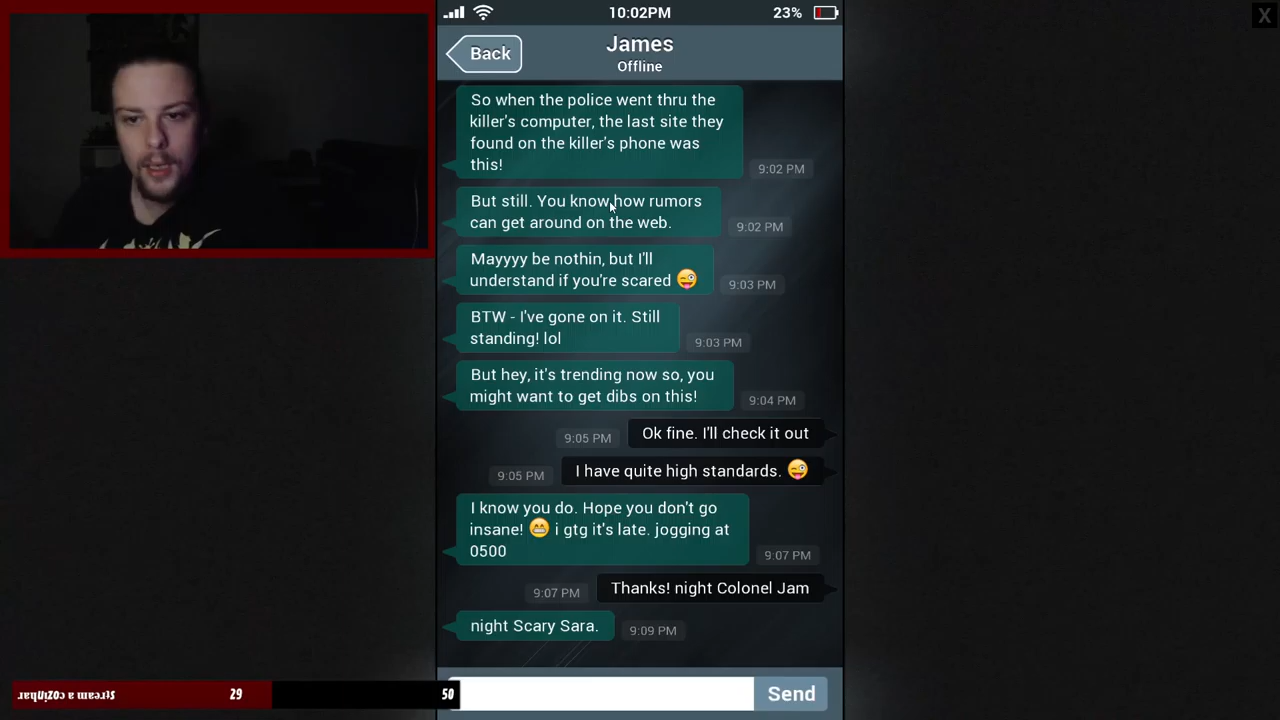 10:02PM
23%
X
Back
James
Offline
So when the police went thru the
killer's computer, the last site they
found on the killer's phone was
this!
9:02 PM
But still. You know how rumors
can get around on the web.
9:02 PM
Mayyyy be nothin, but I'll
understand if you're scared 😜
9:03 PM
BTW - I've gone on it. Still
standing! lol
9:03 PM
But hey, it's trending now so, you
might want to get dibs on this!
9:04 PM
Ok fine. I'll check it out
9:05 PM
I have quite high standards. 😜
9:05 PM
I know you do. Hope you don't go
insane! 😁 i gtg it's late. jogging at
0500
9:07 PM
Thanks! night Colonel Jam
9:07 PM
night Scary Sara.
9:09 PM
stream a cozinhar
29
50
Send